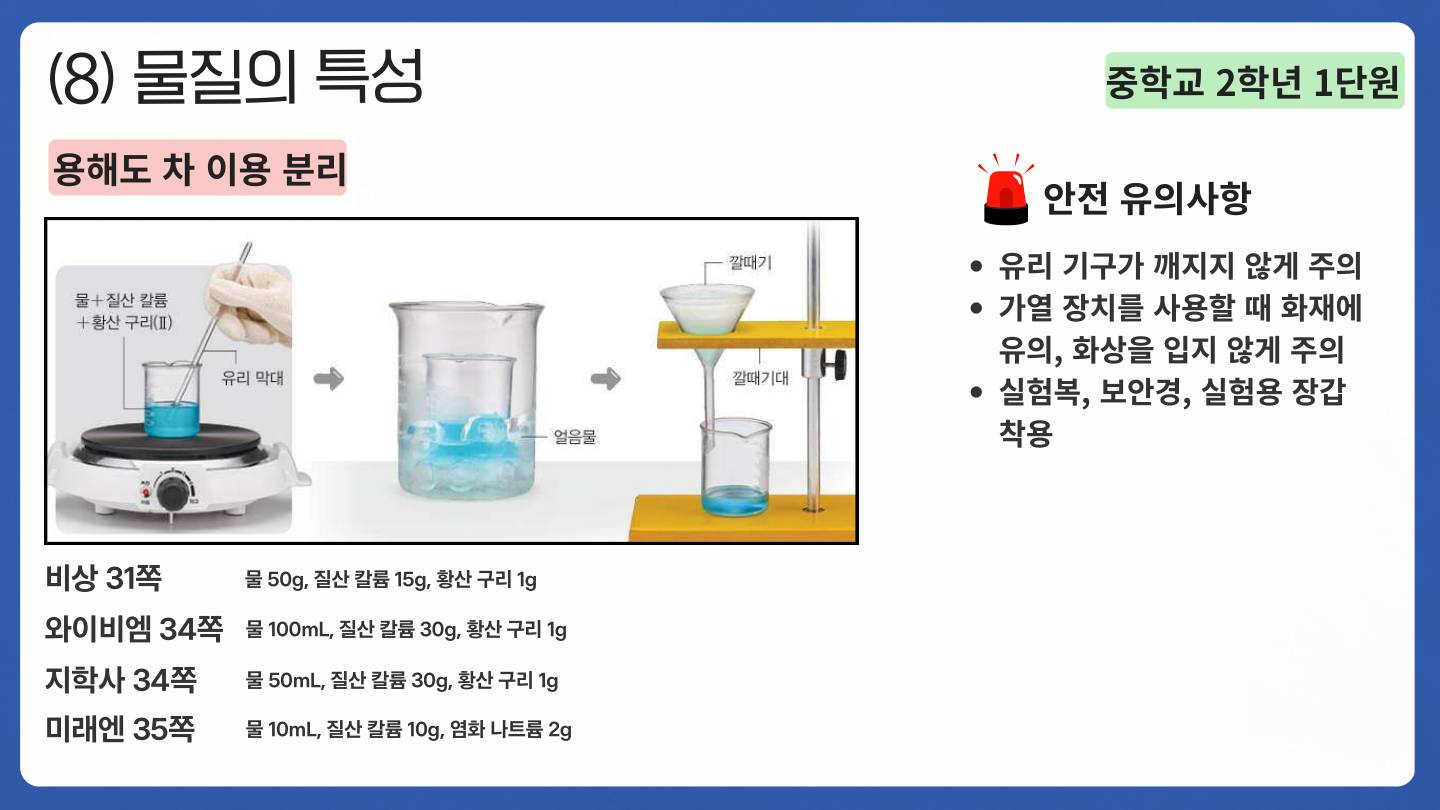 (8) 물질의 특성
중학교 2학년 1단원
용해도 차 이용 분리
물+질산 칼륨
+황산 구리(Ⅱ)
유리 막대
얼음물
깔때기
깔때기대
비상 31쪽 물 50g, 질산 칼륨 15g, 황산 구리 1g
와이비엠 34쪽 물 100mL, 질산 칼륨 30g, 황산 구리 1g
지학사 34쪽 물 50mL, 질산 칼륨 30g, 황산 구리 1g
미래엔 35쪽 물 10mL, 질산 칼륨 10g, 염화 나트륨 2g
안전 유의사항
• 유리 기구가 깨지지 않게 주의
• 가열 장치를 사용할 때 화재에
유의, 화상을 입지 않게 주의
• 실험복, 보안경, 실험용 장갑
착용